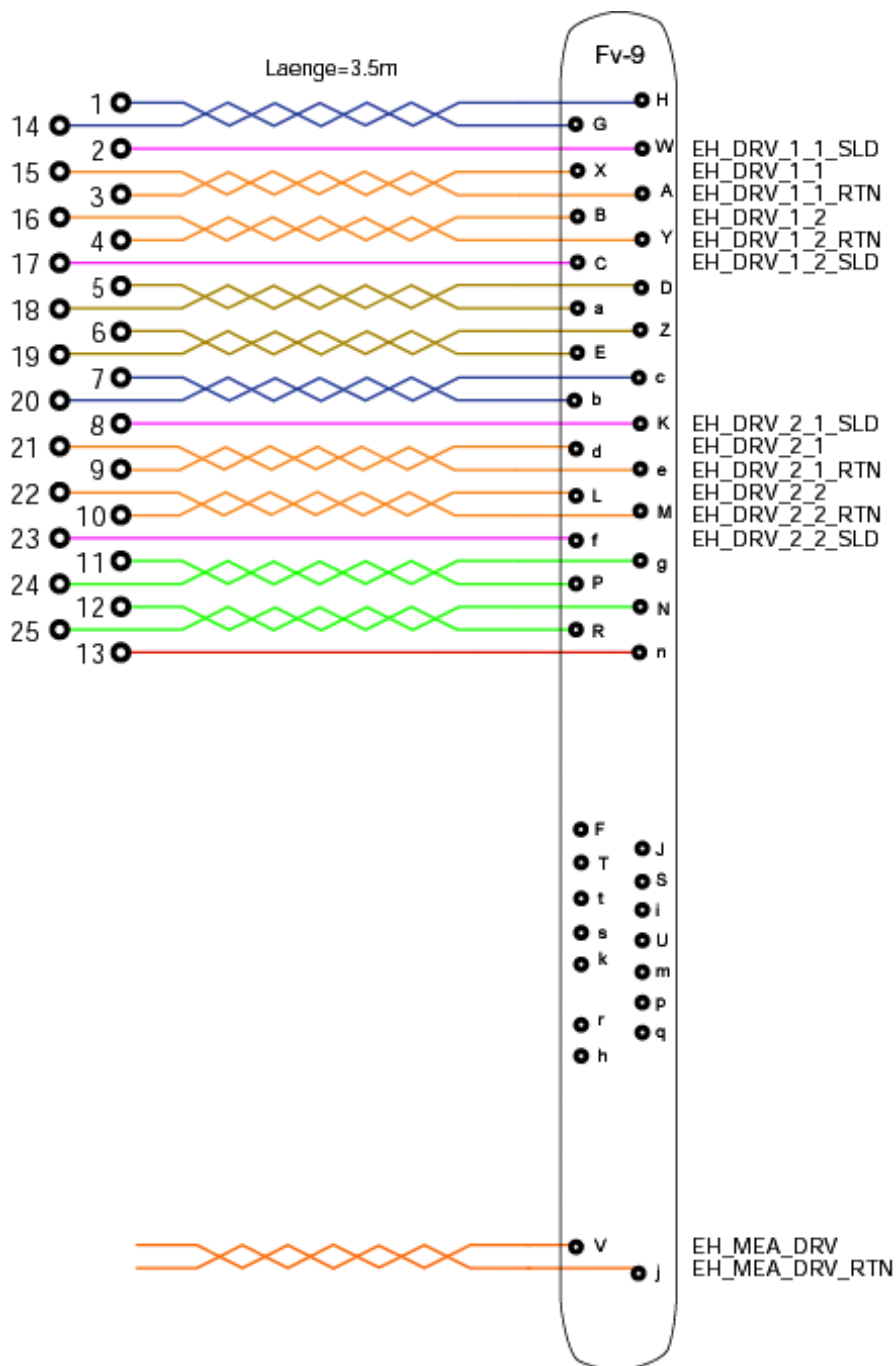 Fv-9
Laenge=3.5m
1 H
14 G
2 W EH_DRV_1_1_SLD
15 X EH_DRV_1_1
3 A EH_DRV_1_1_RTN
16 B EH_DRV_1_2
4 Y EH_DRV_1_2_RTN
17 C EH_DRV_1_2_SLD
5 D
18 a
6 Z
19 E
7 c
20 b
8 K EH_DRV_2_1_SLD
21 d EH_DRV_2_1
9 e EH_DRV_2_1_RTN
22 L EH_DRV_2_2
10 M EH_DRV_2_2_RTN
23 f EH_DRV_2_2_SLD
11 g
24 P
12 N
25 R
13 n
F
J
T
S
t
i
s
U
k
m
p
r
q
h
V EH_MEA_DRV
j EH_MEA_DRV_RTN